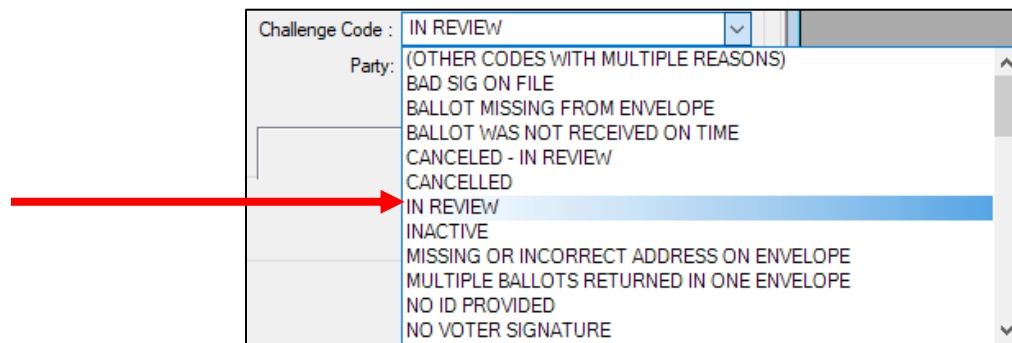 Challenge Code : IN REVIEW
Party: (OTHER CODES WITH MULTIPLE REASONS)
BAD SIG ON FILE
BALLOT MISSING FROM ENVELOPE
BALLOT WAS NOT RECEIVED ON TIME
CANCELED - IN REVIEW
CANCELLED
IN REVIEW
INACTIVE
MISSING OR INCORRECT ADDRESS ON ENVELOPE
MULTIPLE BALLOTS RETURNED IN ONE ENVELOPE
NO ID PROVIDED
NO VOTER SIGNATURE